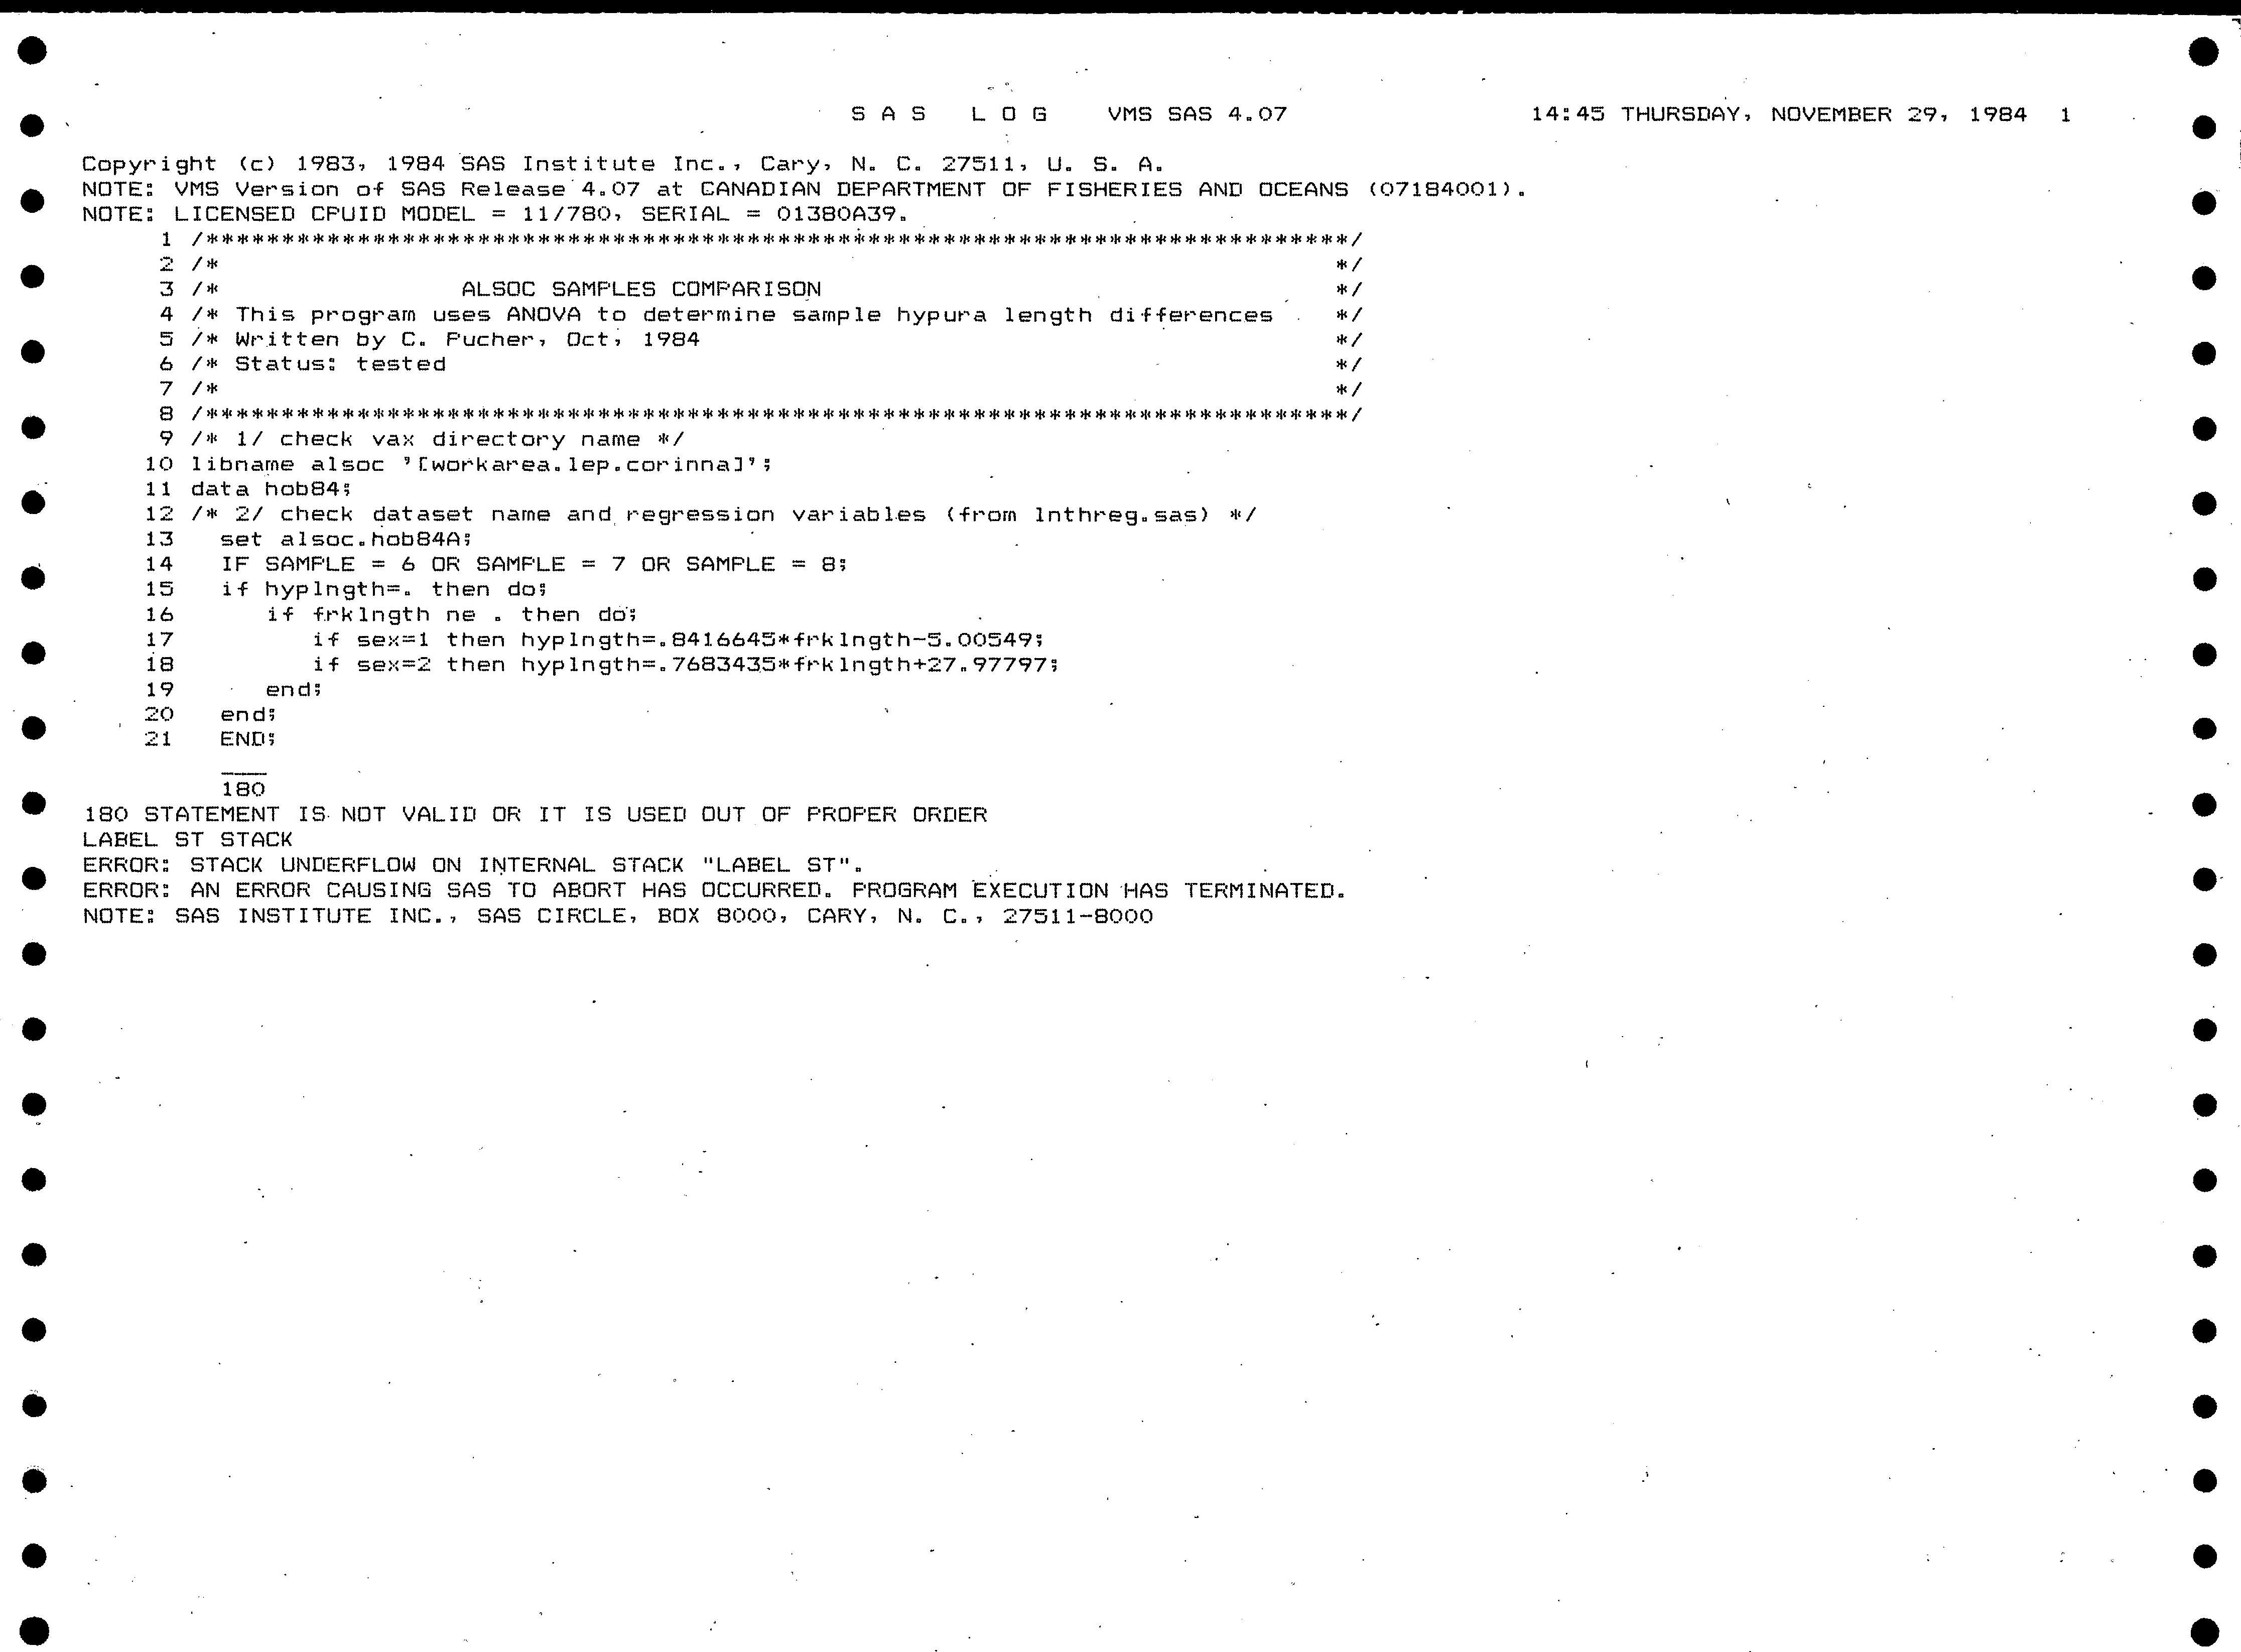 S A S   L O G    VMS SAS 4.07                14:45 THURSDAY, NOVEMBER 29, 1984  1
Copyright (c) 1983, 1984 SAS Institute Inc., Cary, N. C. 27511, U. S. A.
NOTE: VMS Version of SAS Release 4.07 at CANADIAN DEPARTMENT OF FISHERIES AND OCEANS (07184001).
NOTE: LICENSED CPUID MODEL = 11/780, SERIAL = 01380A39.
1 /****************************************************************************/
2 /*                                                                          */
3 /*                ALSOC SAMPLES COMPARISON                                  */
4 /* This program uses ANOVA to determine sample hypura length differences    */
5 /* Written by C. Pucher, Oct, 1984                                          */
6 /* Status: tested                                                           */
7 /*                                                                          */
8 /****************************************************************************/
9 /* 1/ check vax directory name */
10 libname alsoc '[workarea.lep.corinna]';
11 data hob84;
12 /* 2/ check dataset name and regression variables (from lnthreg.sas) */
13   set alsoc.hob84A;
14   IF SAMPLE = 6 OR SAMPLE = 7 OR SAMPLE = 8;
15   if hyplngth=. then do;
16      if frklngth ne . then do;
17         if sex=1 then hyplngth=.8416645*frklngth-5.00549;
18         if sex=2 then hyplngth=.7683435*frklngth+27.97797;
19      end;
20   end;
21   END;
___
180
180 STATEMENT IS NOT VALID OR IT IS USED OUT OF PROPER ORDER
LABEL ST STACK
ERROR: STACK UNDERFLOW ON INTERNAL STACK "LABEL ST".
ERROR: AN ERROR CAUSING SAS TO ABORT HAS OCCURRED. PROGRAM EXECUTION HAS TERMINATED.
NOTE: SAS INSTITUTE INC., SAS CIRCLE, BOX 8000, CARY, N. C., 27511-8000